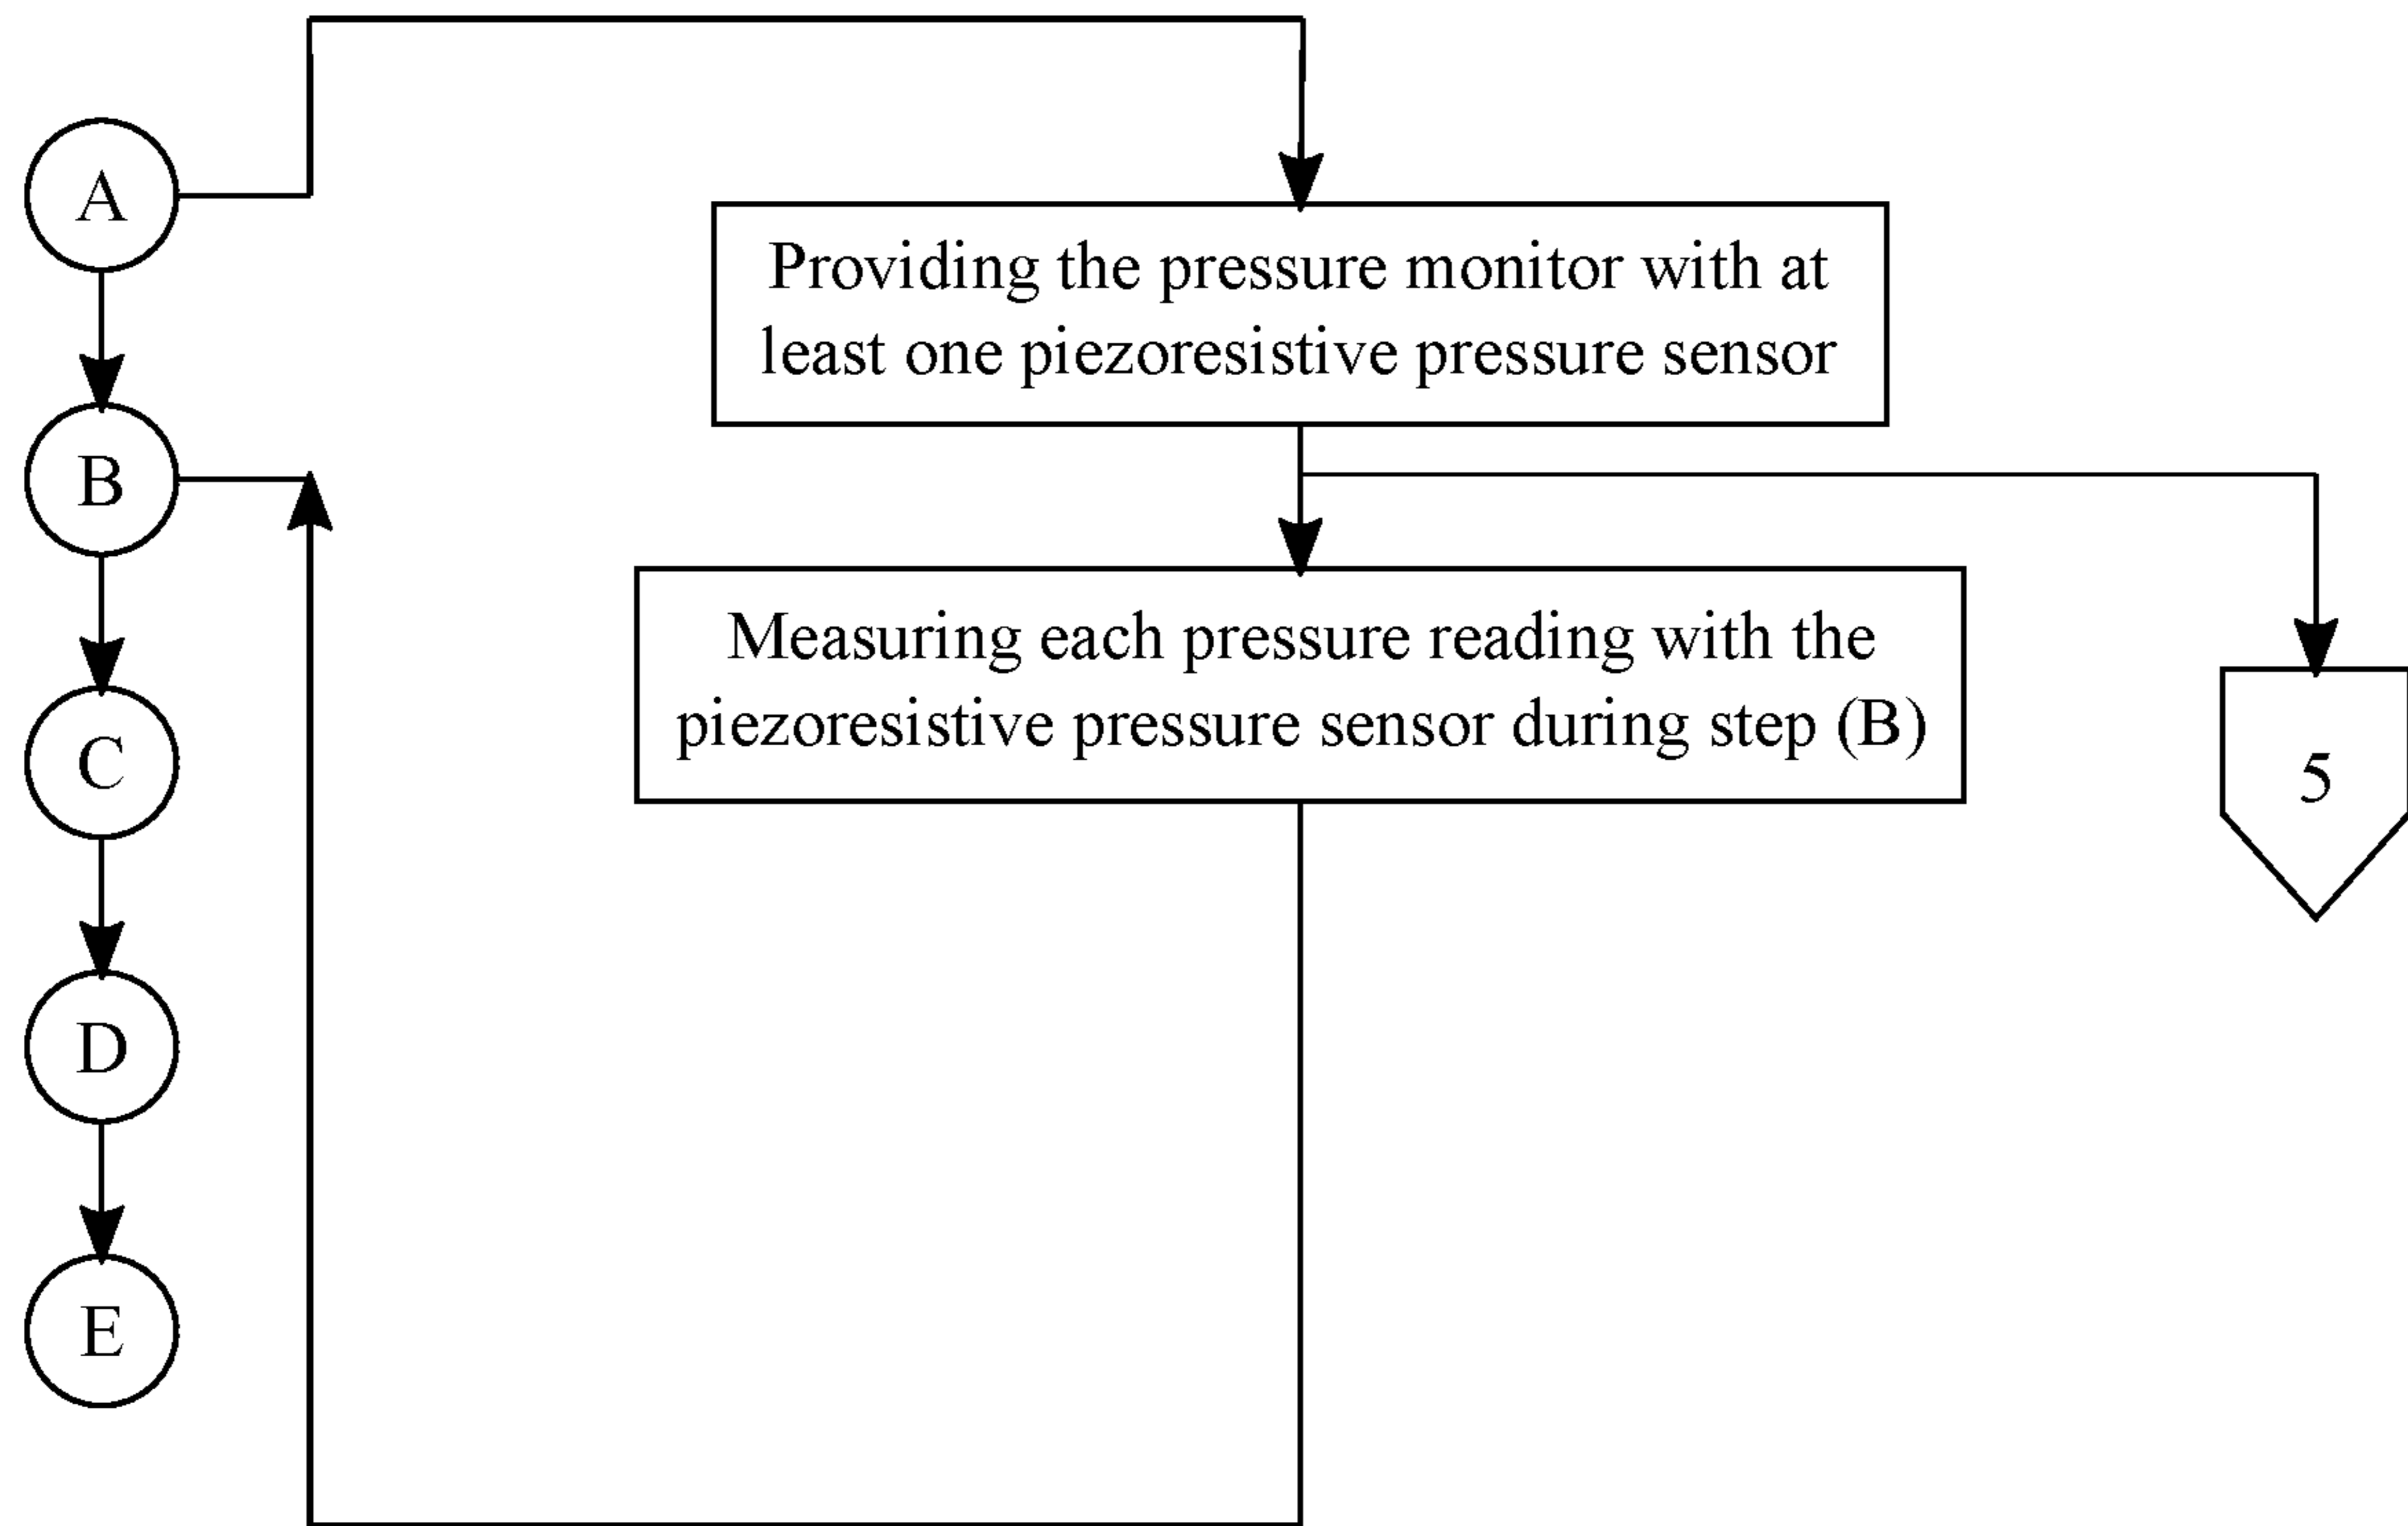 A
Providing the pressure monitor with at
least one piezoresistive pressure sensor
B
Measuring each pressure reading with the
piezoresistive pressure sensor during step (B)
C
5
D
E